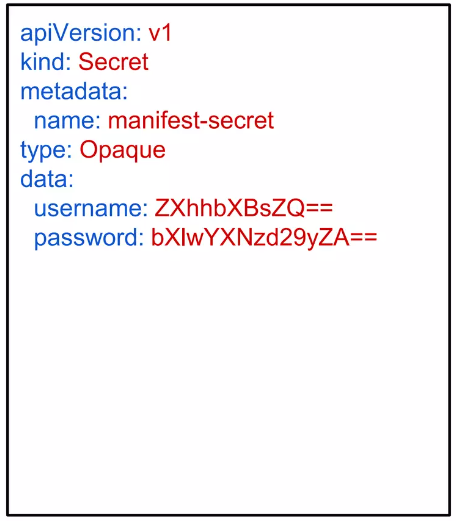 apiVersion: v1
kind: Secret
metadata:
  name: manifest-secret
type: Opaque
data:
  username: ZXhhbXBsZQ==
  password: bXlwYXNzd29yZA==